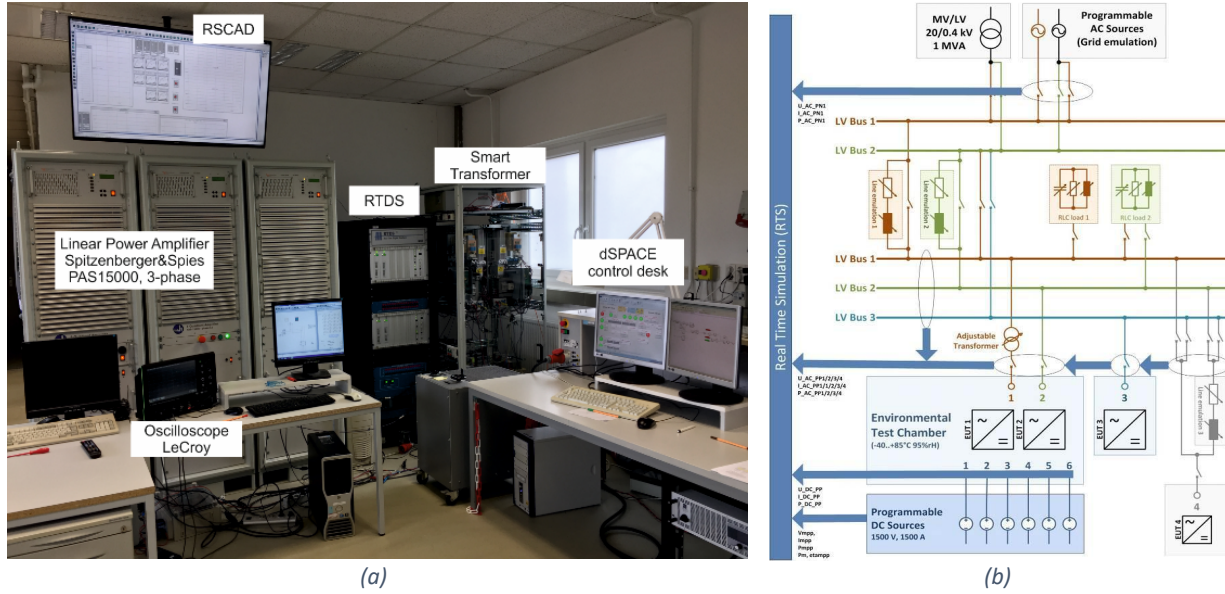 RSCAD
Smart
Transformer
RTDS
Linear Power Amplifier
Spitzenberger&Spies
PAS15000, 3-phase
dSPACE
control desk
Oscilloscope
LeCroy
(a)
Real Time Simulation (RTS)
MV/LV
20/0.4 kV
1 MVA
Programmable
AC Sources
(Grid emulation)
U_AC_PN1
I_AC_PN1
P_AC_PN1
LV Bus 1
LV Bus 2
Line emulation 1
Line emulation 2
RLC load 1
RLC load 2
LV Bus 1
LV Bus 2
LV Bus 3
Adjustable
Transformer
U_AC_PP1/2/3/4
I_AC_PP1/1/2/3/4
P_AC_PP1/2/3/4
1
2
3
Line emulation 3
Environmental
Test Chamber
(-40..+85°C 95%rH)
EUT 1
EUT 2
EUT 3
1 2 3 4 5 6
U_DC_PP
I_DC_PP
P_DC_PP
4
EUT 4
Programmable
DC Sources
1500 V, 1500 A
Vmpp,
Impp
Pmpp
Pm, etampp
(b)